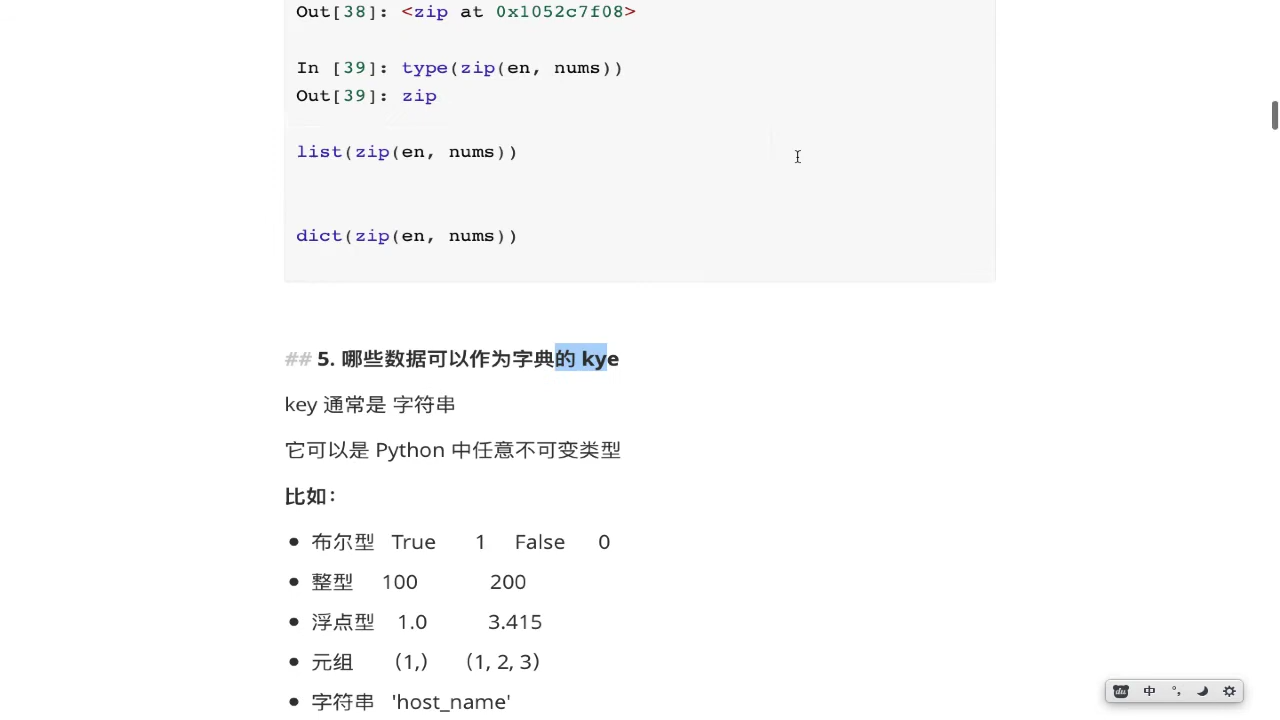 Out[38]: <zip at 0x1052c7f08>
In [39]: type(zip(en, nums))
Out[39]: zip
list(zip(en, nums))
dict(zip(en, nums))
## 5. 哪些数据可以作为字典的 kye
key 通常是 字符串
它可以是 Python 中任意不可变类型
比如：
● 布尔型 True 1 False 0
● 整型 100 200
● 浮点型 1.0 3.415
● 元组 （1,) （1, 2, 3）
● 字符串 'host_name'
du 中 °,